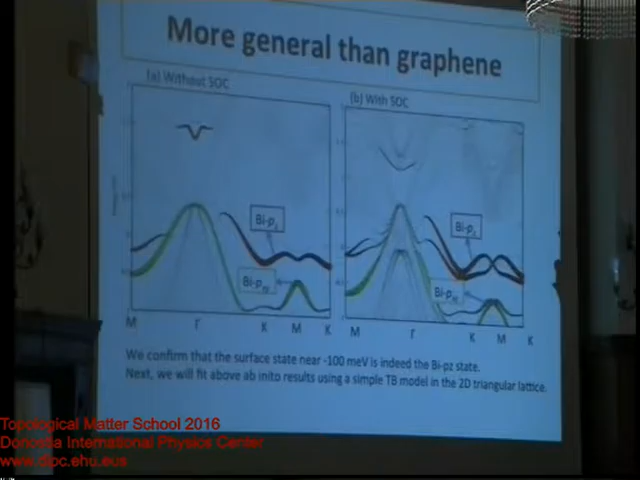 More general than graphene
(a) Without SOC
(b) With SOC
Bi-pz
Bi-pz
Bi-pxy
Bi-pxy
M Γ K M K
M Γ K M K
We confirm that the surface state near -100 meV is indeed the Bi-pz state.
Next, we will fit above ab inito results using a simple TB model in the 2D triangular lattice.
Topological Matter School 2016
Donostia International Physics Center
www.dipc.ehu.eus